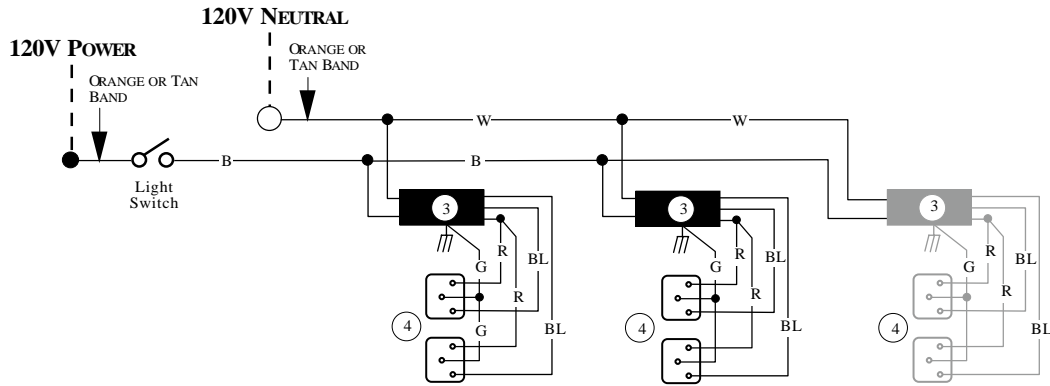 120V NEUTRAL
120V POWER
ORANGE OR
TAN BAND
ORANGE OR TAN
BAND
W
W
B
B
Light
Switch
3
3
3
R
R
R
G
BL
G
BL
G
BL
R
R
R
4
4
4
G
BL
BL
BL